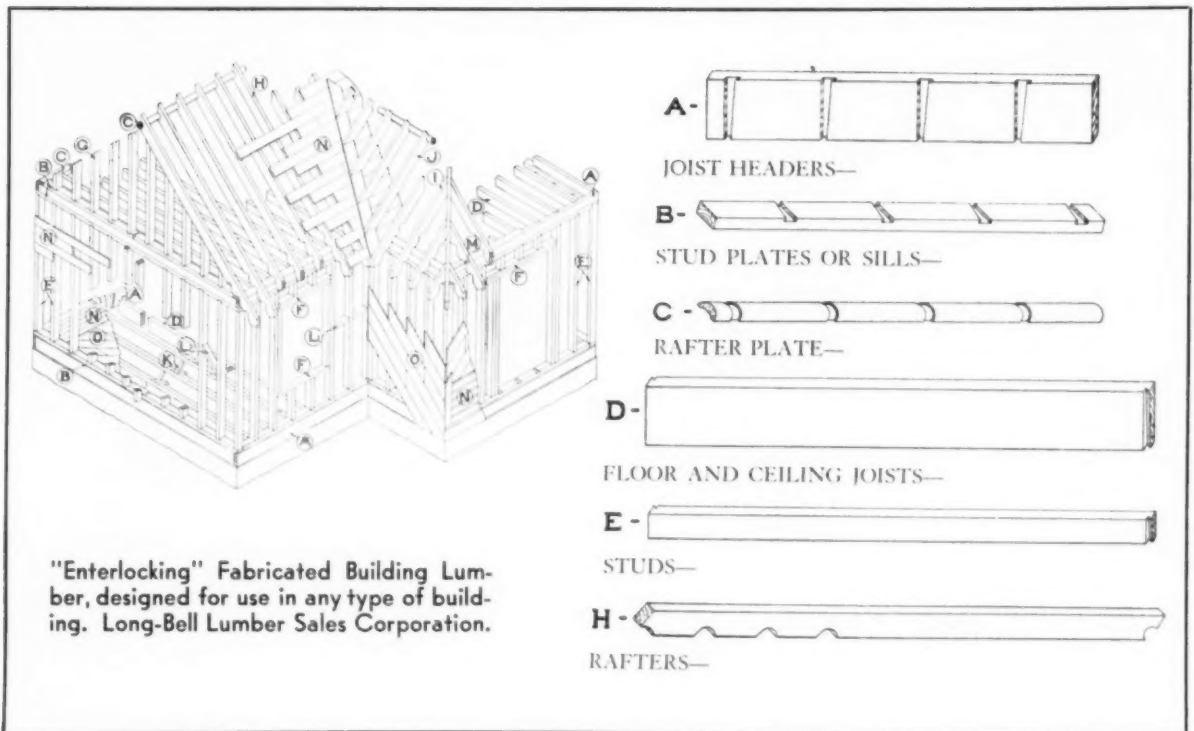 H
C
G
C
B
N
J
I
A
D
M
F
E
N
E
A
F
D
L
L
N
O
O
K
F
B
N
A
"Enterlocking" Fabricated Building Lum-
ber, designed for use in any type of build-
ing. Long-Bell Lumber Sales Corporation.
A-
JOIST HEADERS—
B-
STUD PLATES OR SILLS—
C-
RAFTER PLATE—
D-
FLOOR AND CEILING JOISTS—
E-
STUDS—
H-
RAFTERS—